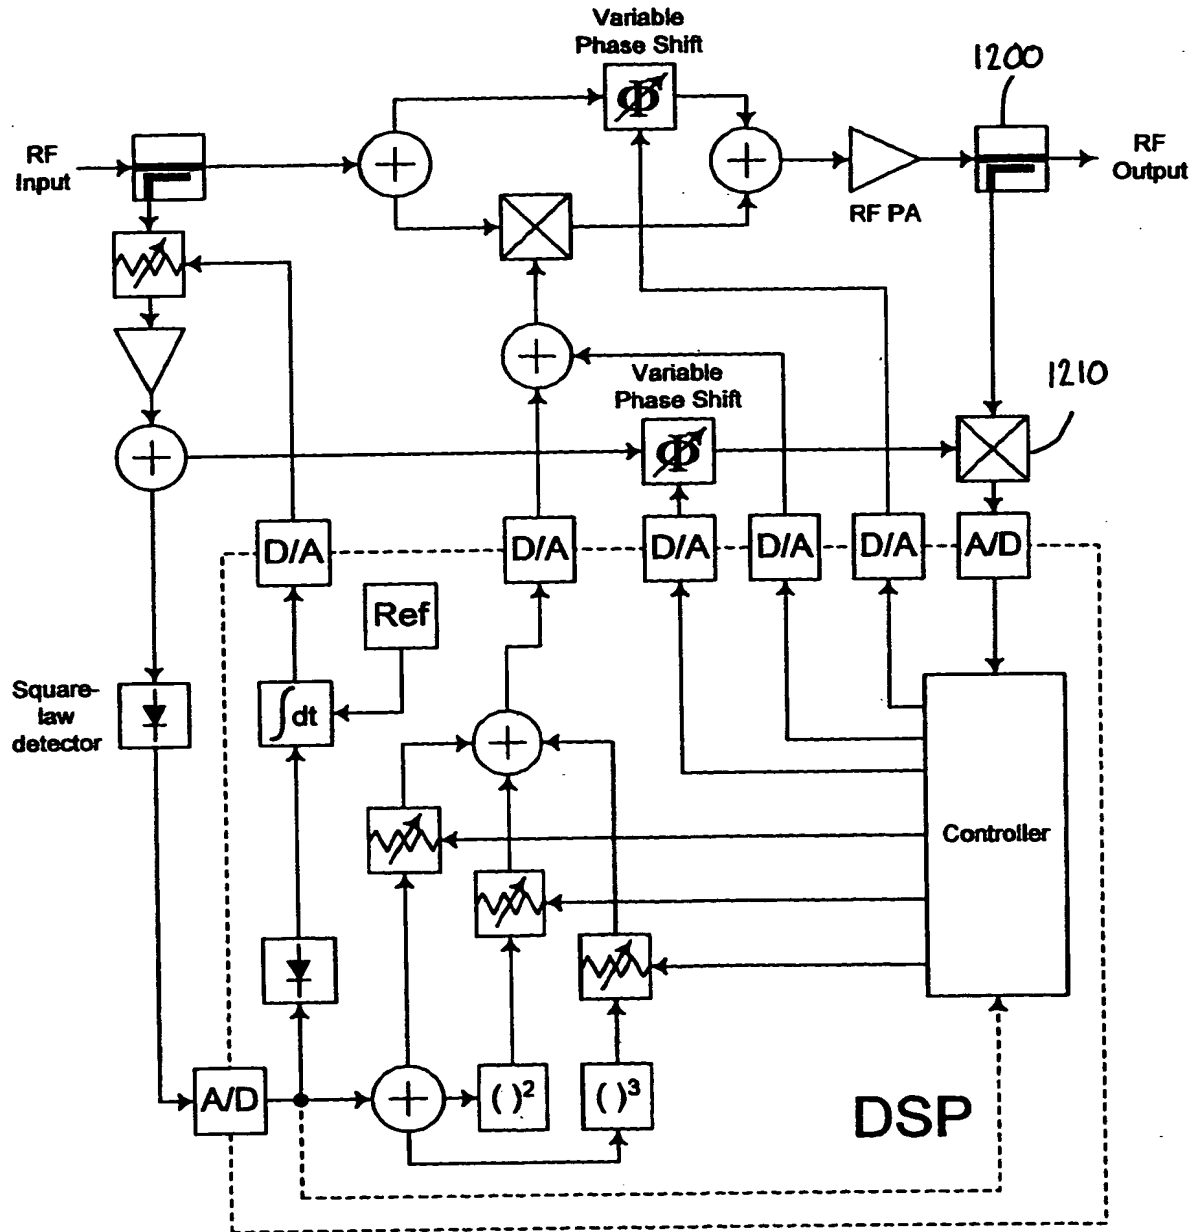 Variable
Phase Shift
1200
Φ
RF
Input
RF PA
RF
Output
Variable
Phase Shift
1210
Φ
D/A
D/A
D/A
D/A
D/A
A/D
Ref
Square-
law
detector
∫dt
Controller
A/D
( )²
( )³
DSP